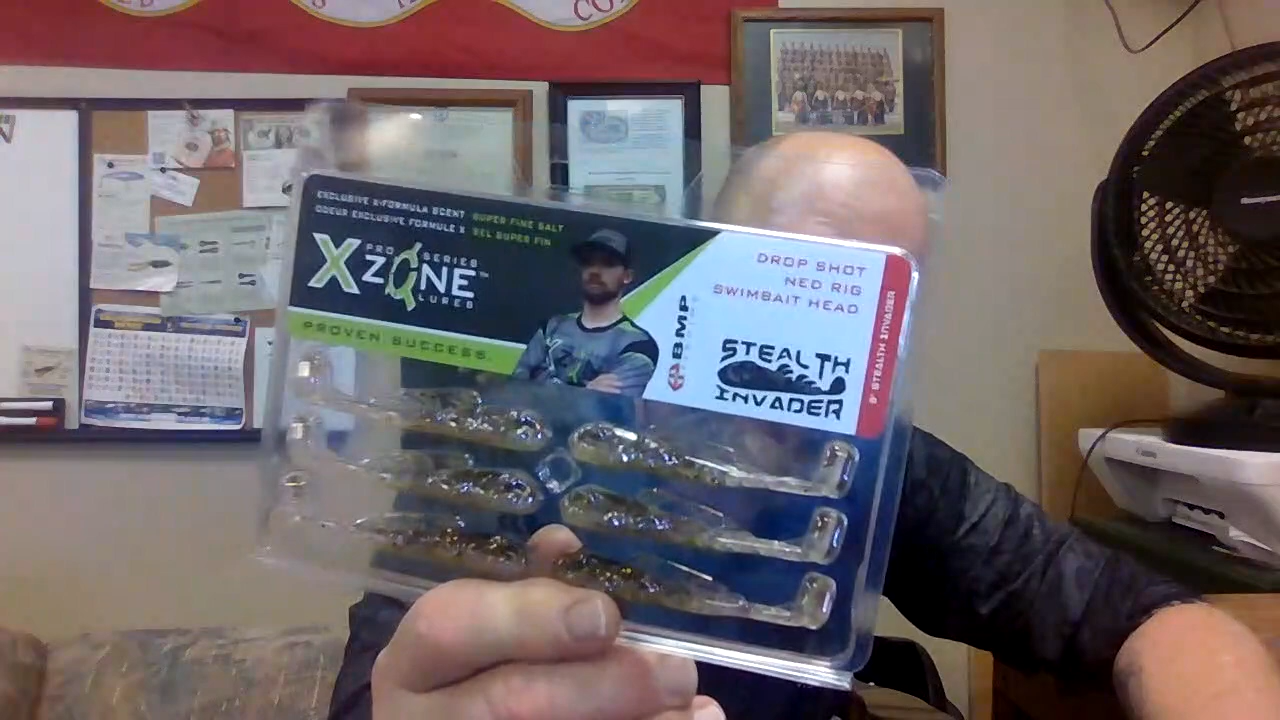 EXCLUSIVE X-FORMULA SCENT SUPER FINE SALT
ODEUR EXCLUSIVE FORMULE X SEL SUPER FIN
PRO SERIES
X ZONE™
LURES
PROVEN SUCCESS.
X ZONE
BMP
DROP SHOT
NED RIG
SWIMBAIT HEAD
STEALTH
INVADER
STEALTH INVADER